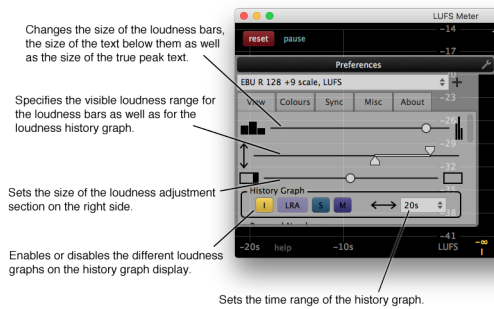 Changes the size of the loudness bars,
the size of the text below them as well
as the size of the true peak text.
Specifies the visible loudness range for
the loudness bars as well as for the
loudness history graph.
Sets the size of the loudness adjustment
section on the right side.
Enables or disables the different loudness
graphs on the history graph display.
Sets the time range of the history graph.
LUFS Meter
reset pause
-14
Preferences
EBU R 128 +9 scale, LUFS
+
-23
View Colours Sync Misc About
-26
-29
-32
-35
History Graph
I LRA S M 20s
-38
-41
-20s help -10s LUFS -∞
I